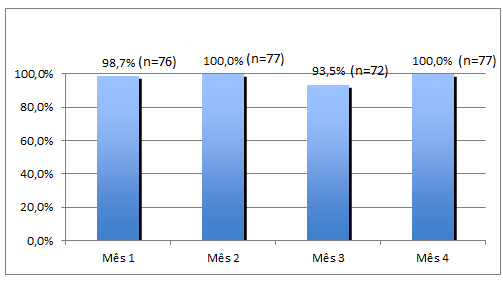 98,7% (n=76)
100,0% (n=77)
93,5% (n=72)
100,0% (n=77)
100,0%
80,0%
60,0%
40,0%
20,0%
0,0%
Mês 1
Mês 2
Mês 3
Mês 4